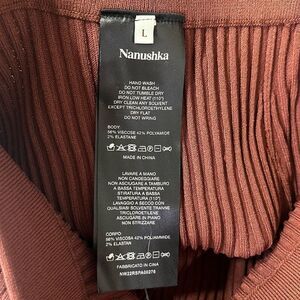 L
Nanushka
HAND WASH
DO NOT BLEACH
DO NOT TUMBLE DRY
IRON LOW HEAT (110°)
DRY CLEAN ANY SOLVENT
EXCEPT TRICHLOROETHYLENE
DRY FLAT
DO NOT WRING
BODY:
56% VISCOSE 42% POLYAMIDE
2% ELASTANE
MADE IN CHINA
LAVARE A MANO
NON CANDEGGIARE
NON ASCIUGARE A TAMBURO
A BASSA TEMPERATURA
STIRARE A BASSA
TEMPERATURA (110°)
LAVAGGIO A SECCO CON
QUALSIASI SOLVENTE TRANNE
TRICLOROETILENE
ASCIUGARE IN PIANO
NON STRIZZARE
CORPO:
56% VISCOSA 42% POLIAMMIDE
2% ELASTAN
FABBRICATO IN CINA
NW22RSPA00276